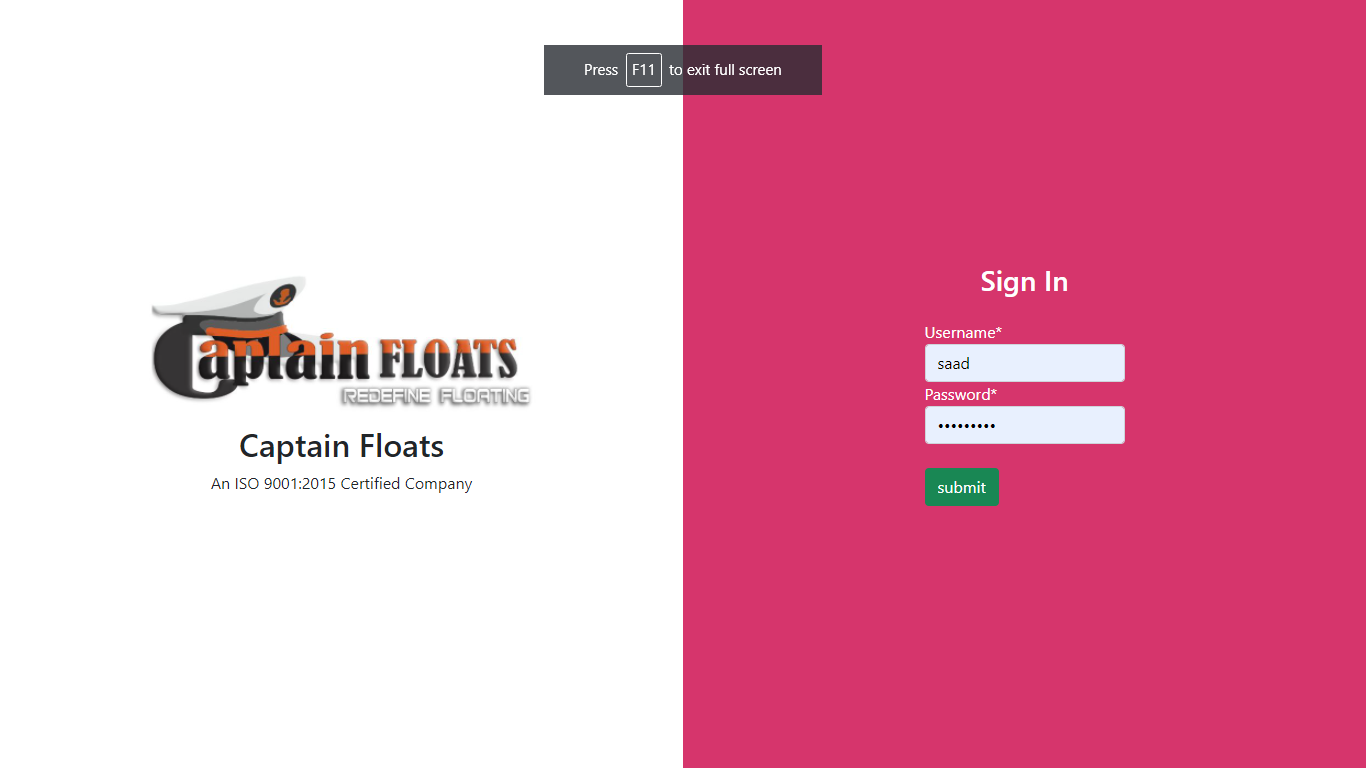 Press F11 to exit full screen
Captain FLOATS
REDEFINE FLOATING
Captain Floats
An ISO 9001:2015 Certified Company
Sign In
Username*
saad
Password*
•••••••••
submit